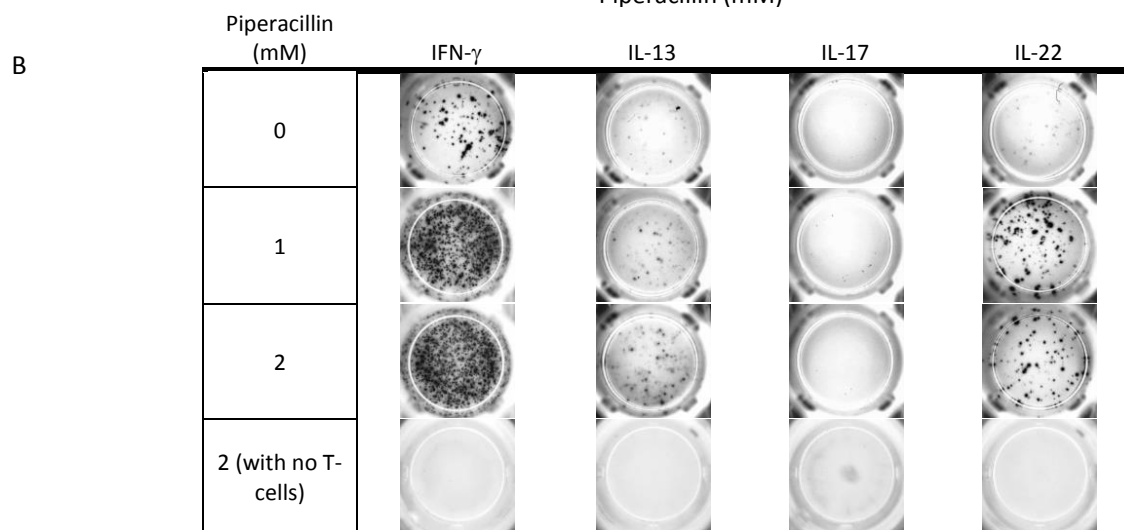 Piperacillin (mM)
B
Piperacillin
(mM) IFN-γ IL-13 IL-17 IL-22
0
1
2
2 (with no T-
cells)